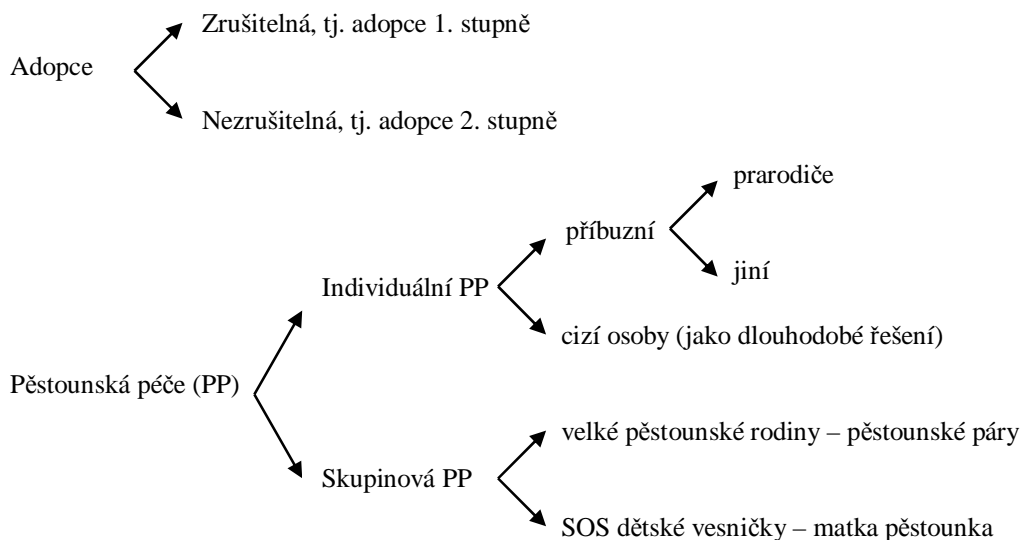 Zrušitelná, tj. adopce 1. stupně
Adopce
Nezrušitelná, tj. adopce 2. stupně
prarodiče
příbuzní
jiní
Individuální PP
cizí osoby (jako dlouhodobé řešení)
Pěstounská péče (PP)
velké pěstounské rodiny – pěstounské páry
Skupinová PP
SOS dětské vesničky – matka pěstounka